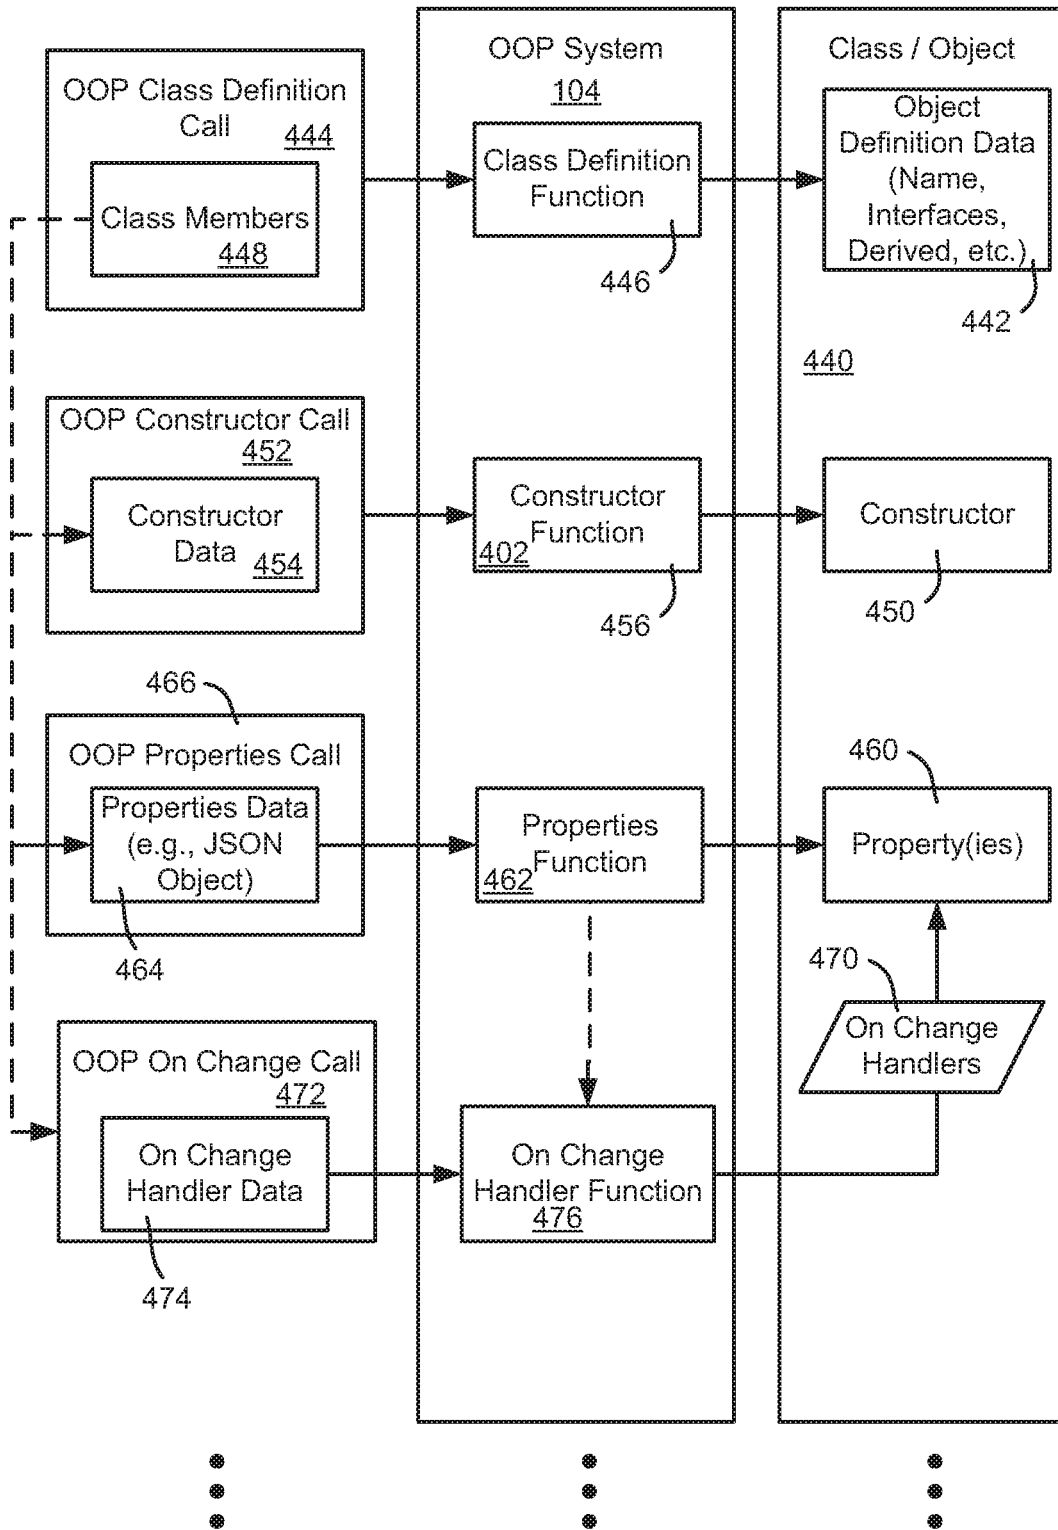 OOP Class Definition
Call
444
Class Members
448
OOP System
104
Class Definition
Function
446
Class / Object
Object
Definition Data
(Name,
Interfaces,
Derived, etc.)
442
440
OOP Constructor Call
452
Constructor
Data
454
Constructor
Function
402
456
Constructor
450
466
OOP Properties Call
Properties Data
(e.g., JSON
Object)
464
Properties
Function
462
460
Property(ies)
470
On Change
Handlers
OOP On Change Call
472
On Change
Handler Data
474
On Change
Handler Function
476